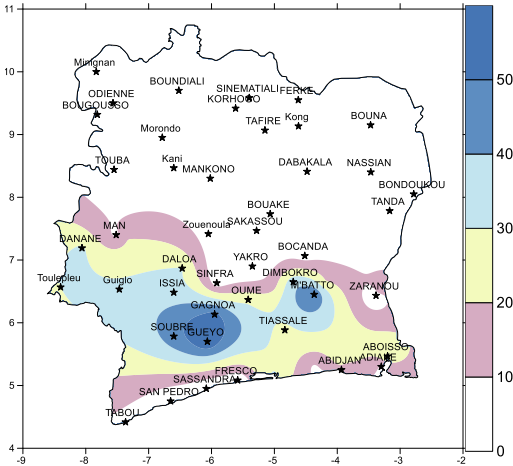 11
10
9
8
7
6
5
4
Minignan
ODIENNE
BOUGOUSSO
BOUNDIALI
SINEMATIALI
KORHOGO
FERKE
TAFIRE
Kong
BOUNA
Morondo
TOUBA
Kani
MANKONO
DABAKALA
NASSIAN
BONDOUKOU
TANDA
BOUAKE
SAKASSOU
Zouenoula
MAN
DANANE
BOCANDA
YAKRO
DALOA
SINFRA
DIMBOKRO
M'BATTO
ZARANOU
Toulepleu
Guiglo
ISSIA
OUME
GAGNOA
SOUBRE
GUEYO
TIASSALE
ABOISSO
ADIAKE
ABIDJAN
FRESCO
SASSANDRA
SAN PEDRO
TABOU
-9
-8
-7
-6
-5
-4
-3
-2
50
40
30
20
10
0